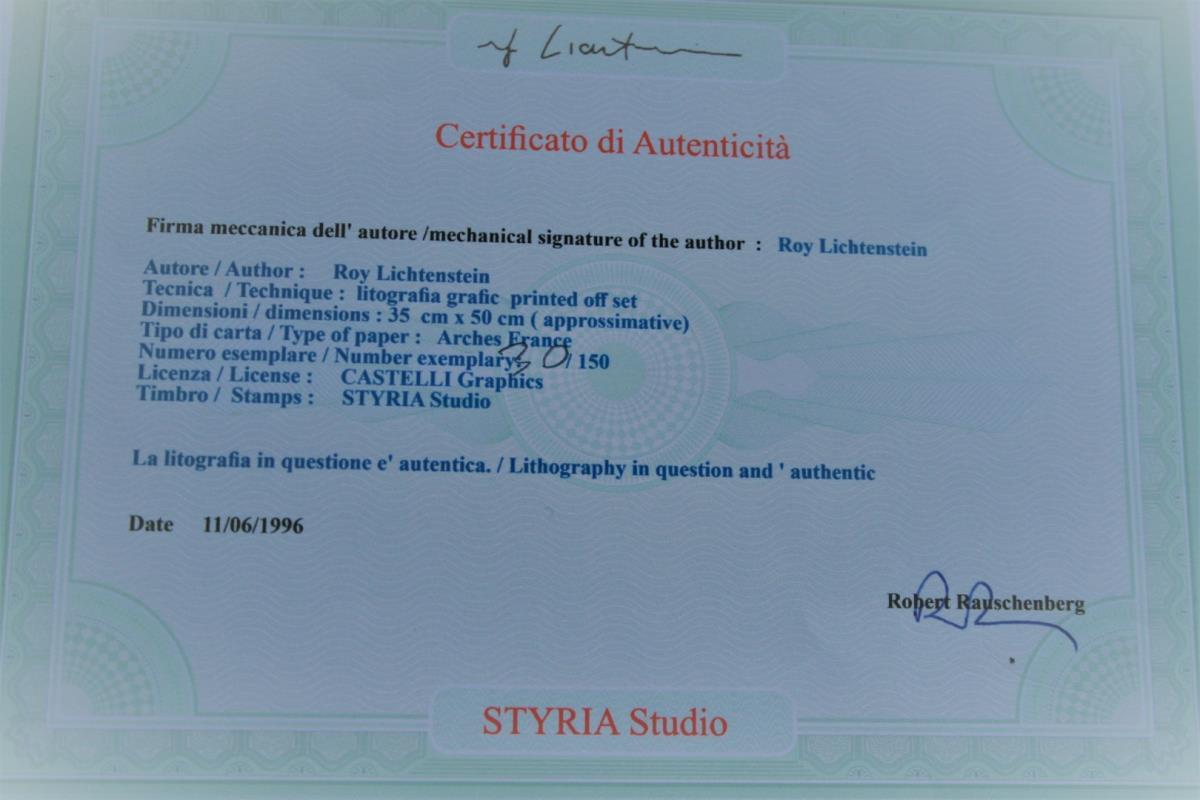 rf Lichtenstein
Certificato di Autenticità
Firma meccanica dell' autore /mechanical signature of the author : Roy Lichtenstein
Autore / Author : Roy Lichtenstein
Tecnica / Technique : litografia grafic printed off set
Dimensioni / dimensions : 35 cm x 50 cm ( approssimative)
Tipo di carta / Type of paper : Arches France
Numero esemplare / Number exemplary: 30/ 150
Licenza / License : CASTELLI Graphics
Timbro / Stamps : STYRIA Studio
La litografia in questione e' autentica. / Lithography in question and ' authentic
Date 11/06/1996
Robert Rauschenberg
STYRIA Studio